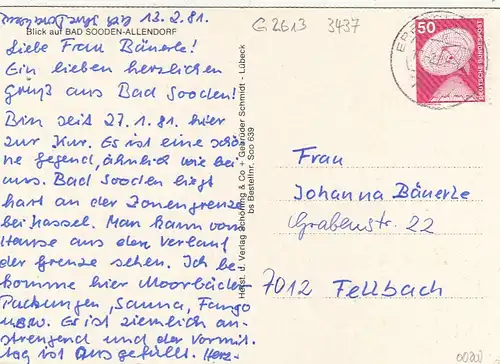 13.2.81.
G 2613 3437
Blick auf BAD SOODEN-ALLENDORF
Liebe Frau Bäuerle!
Ein lieben herzlichen
Gruß aus Bad Sooden!
Bin seit 27.1.81. hier
zur Kur. Es ist eine schö-
ne Gegend, ähnlich wie bei
uns. Bad Sooden liegt
hart an der Zonengrenze
bei Kassel. Man kann vom
Hause aus den Verlauf
der Grenze sehen. Ich be-
komme hier Moorbäder
Packungen, Sauna, Fango
usw. Es ist ziemlich an-
strengend und der Vormit-
tag ist ausgefüllt. Herz-
Herst. u. Verlag Schöning & Co + Gebrüder Schmidt - Lübeck
bs Bestellnr. Soo 639
50
DEUTSCHE BUNDESPOST
Frau
Johanna Bäuerle
Grabenstr. 22
7012 Fellbach